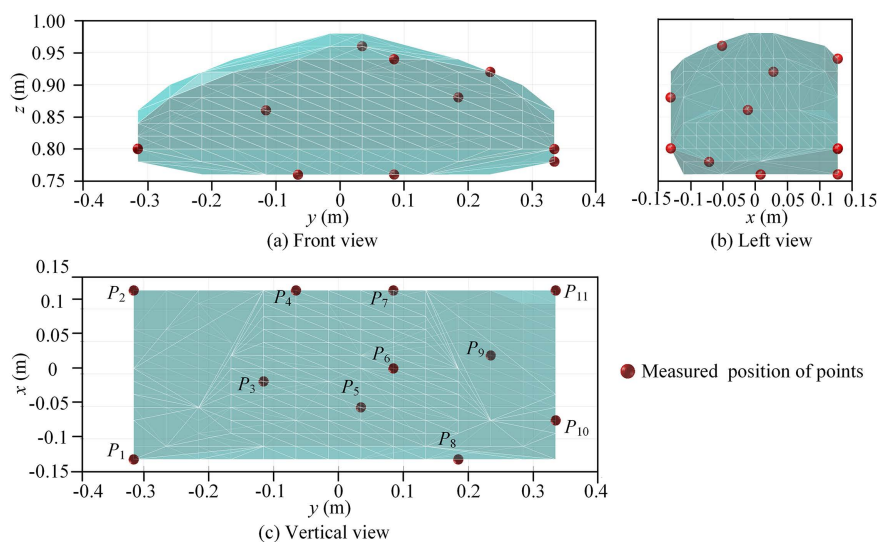 1.00
0.95
0.90
0.85
0.80
0.75
z (m)
-0.4 -0.3 -0.2 -0.1 0 0.1 0.2 0.3 0.4
y (m)
(a) Front view
-0.15 -0.05 0.05 0.15
-0.10 0 0.10
x (m)
(b) Left view
0.15
0.1
0.05
0
-0.05
-0.1
-0.15
x (m)
P2
P4
P7
P11
P9
P6
P3
P5
P10
P8
P1
-0.4 -0.3 -0.2 -0.1 0 0.1 0.2 0.3 0.4
y (m)
(c) Vertical view
Measured position of points